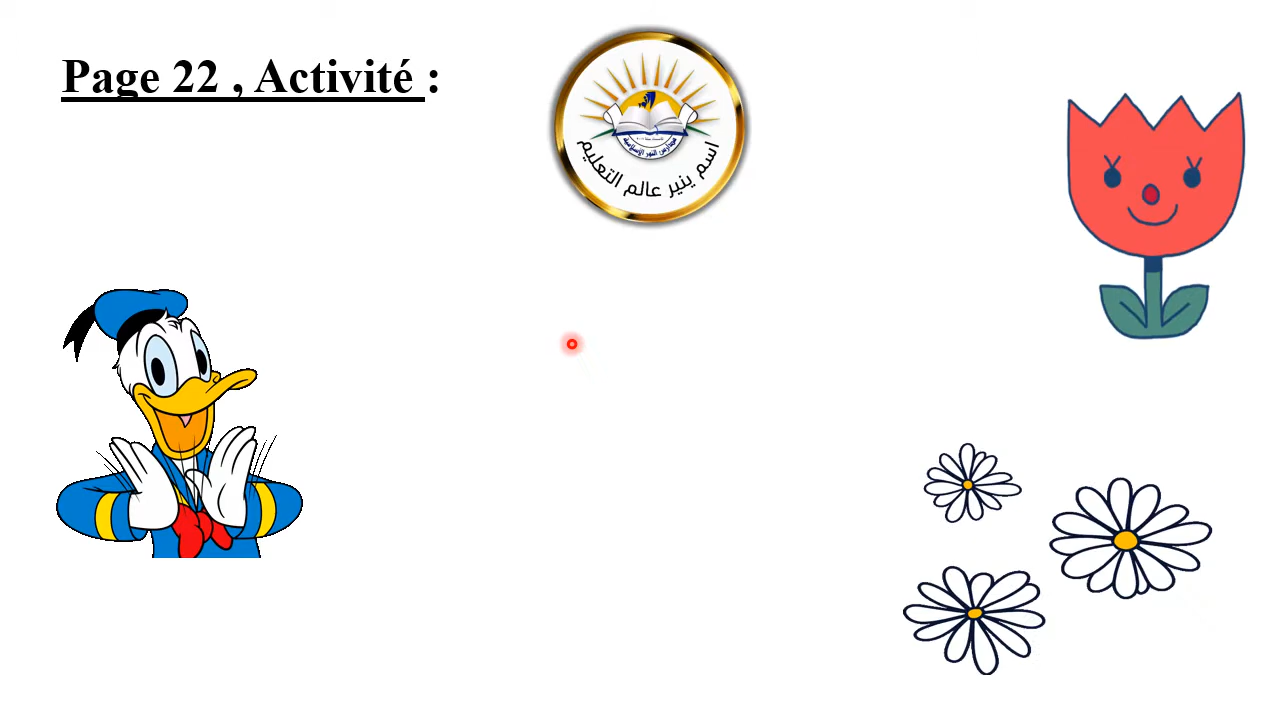 Page 22 , Activité :
اسم ينير عالم التعليم